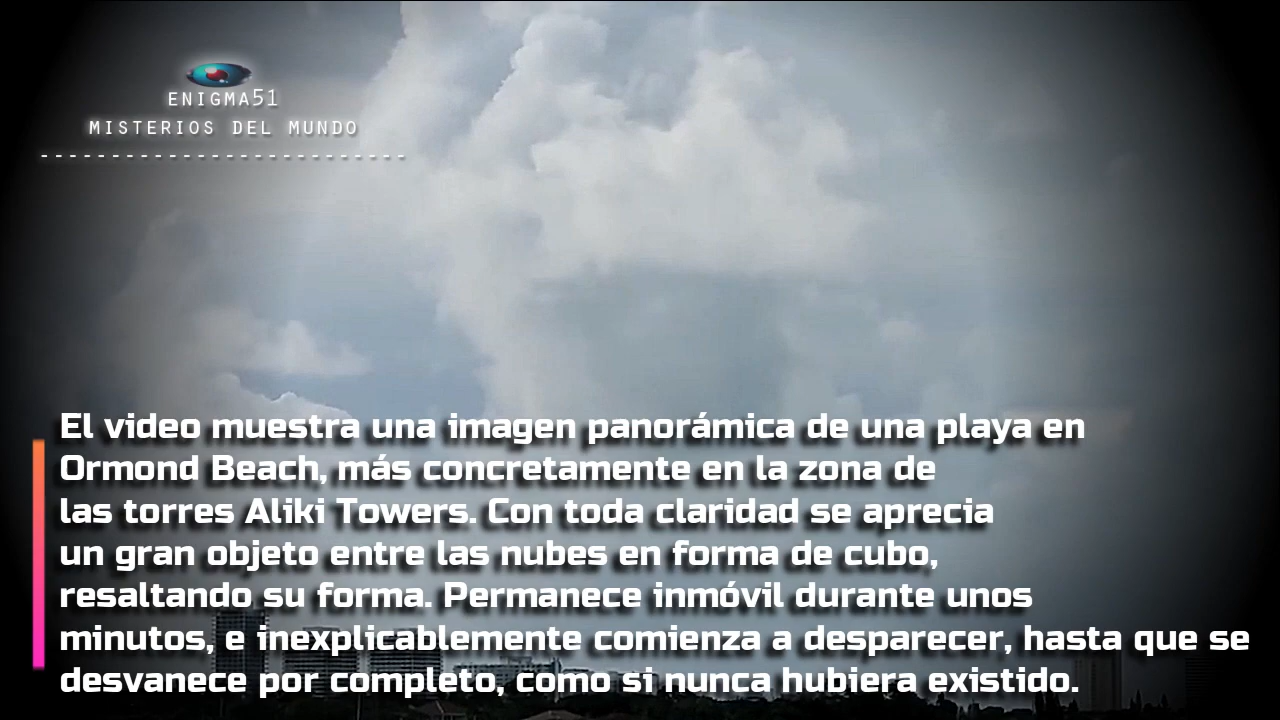 ENIGMA51
MISTERIOS DEL MUNDO
El video muestra una imagen panorámica de una playa en
Ormond Beach, más concretamente en la zona de
las torres Aliki Towers. Con toda claridad se aprecia
un gran objeto entre las nubes en forma de cubo,
resaltando su forma. Permanece inmóvil durante unos
minutos, e inexplicablemente comienza a desparecer, hasta que se
desvanece por completo, como si nunca hubiera existido.